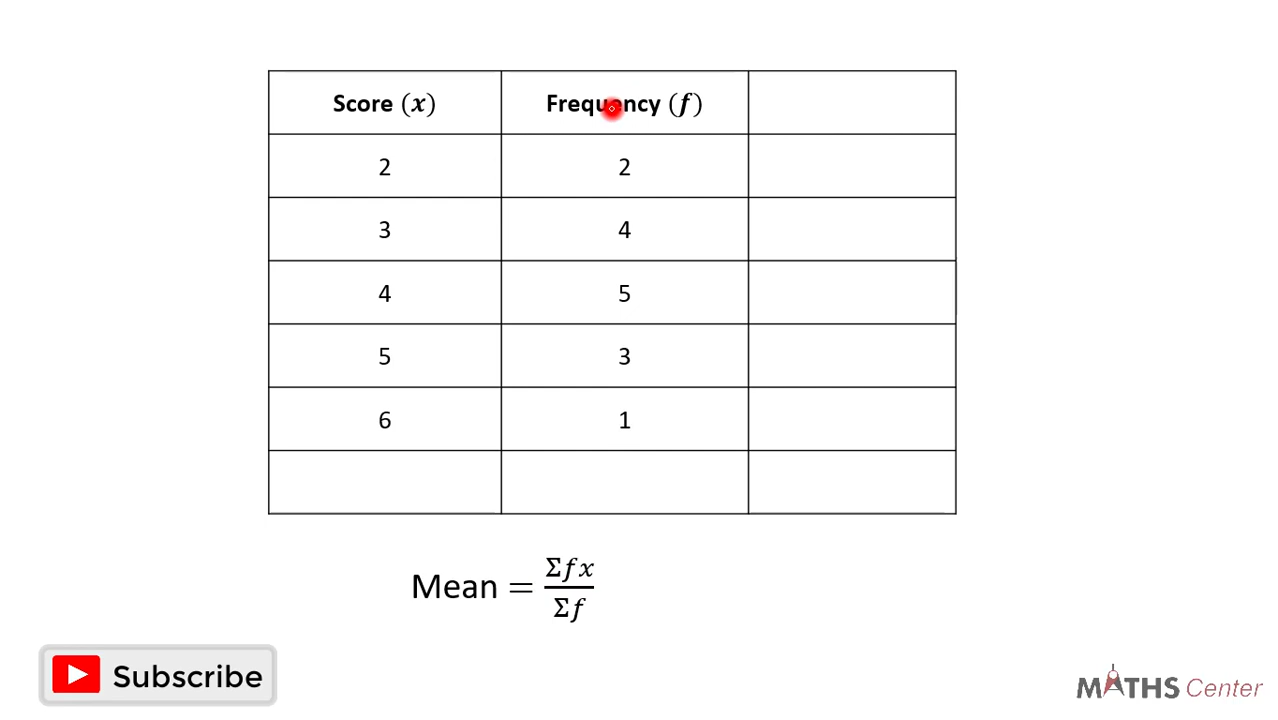 Score (x) Frequency (f)
2 2
3 4
4 5
5 3
6 1
Mean = Σfx/Σf
Subscribe
MATHS Center